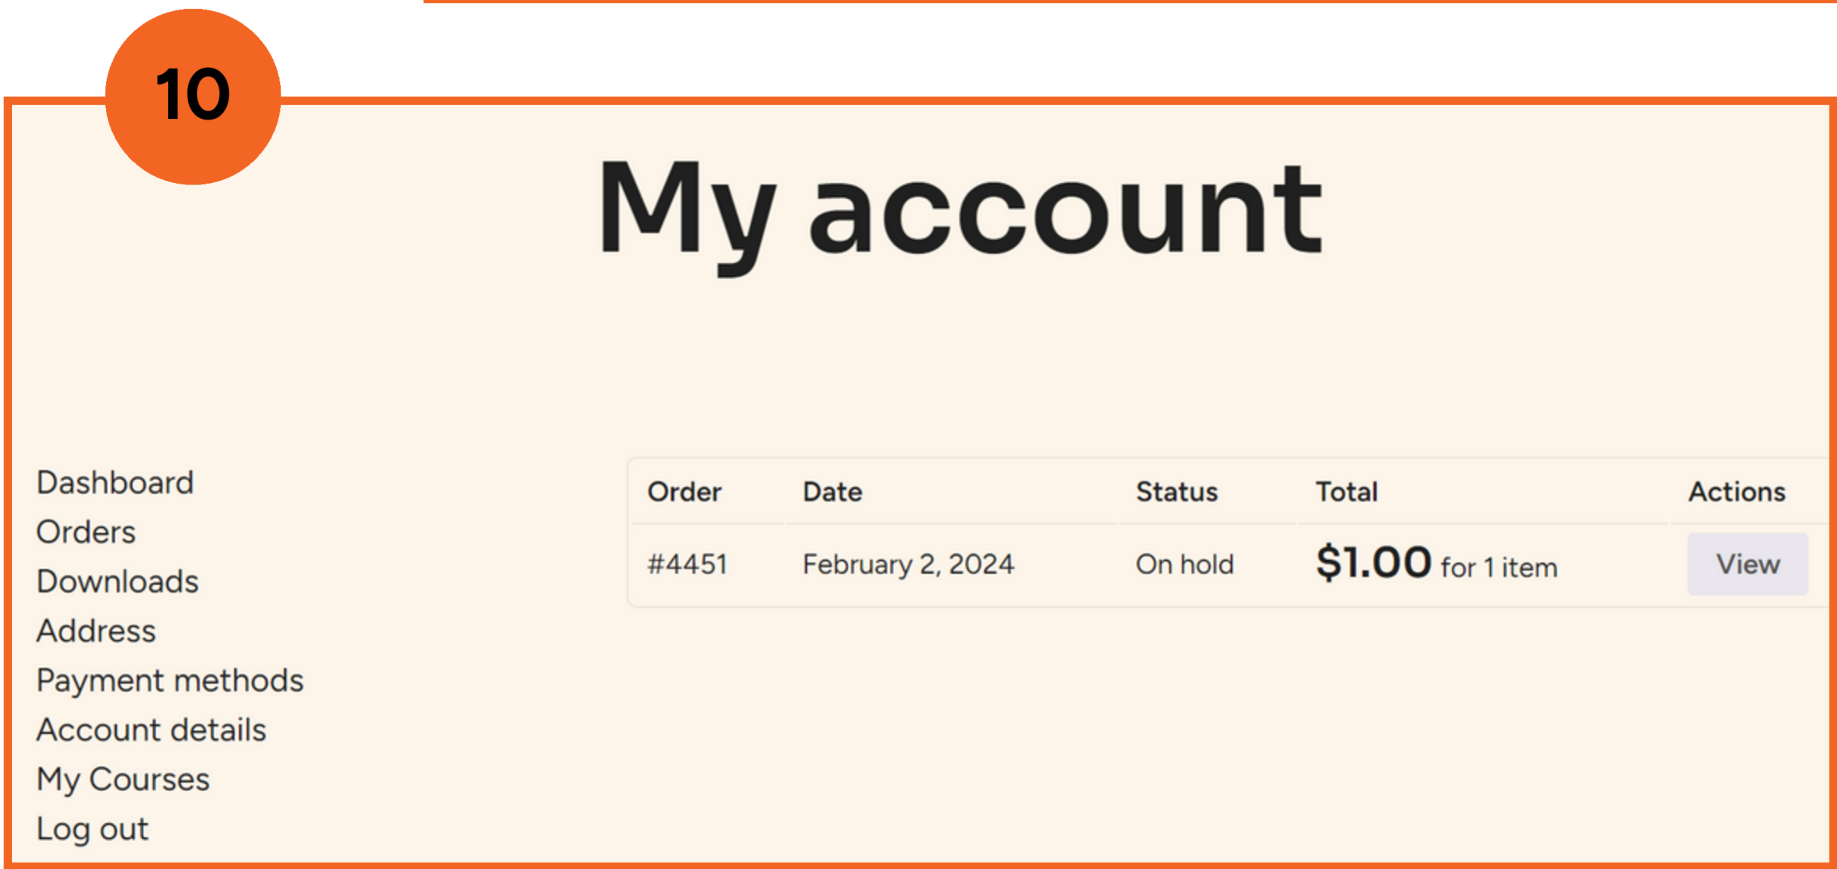 10
My account
Dashboard
Orders
Downloads
Address
Payment methods
Account details
My Courses
Log out
Order Date Status Total Actions
#4451 February 2, 2024 On hold $1.00 for 1 item View